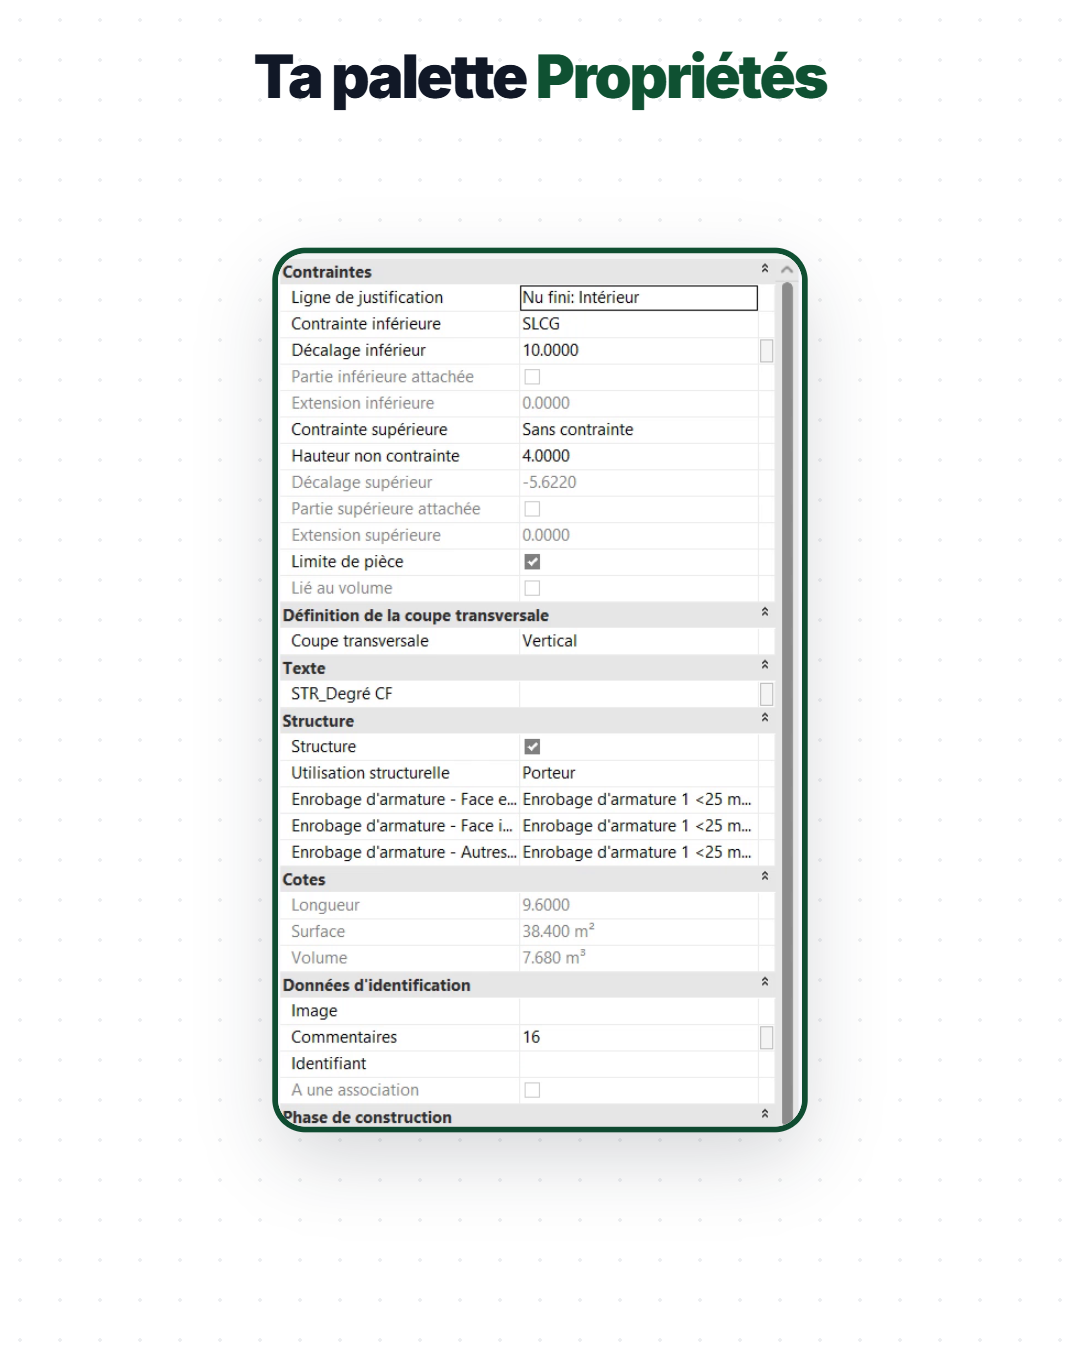 Ta palette Propriétés
Contraintes
Ligne de justification Nu fini: Intérieur
Contrainte inférieure SLCG
Décalage inférieur 10.0000
Partie inférieure attachée
Extension inférieure 0.0000
Contrainte supérieure Sans contrainte
Hauteur non contrainte 4.0000
Décalage supérieur -5.6220
Partie supérieure attachée
Extension supérieure 0.0000
Limite de pièce
Lié au volume
Définition de la coupe transversale
Coupe transversale Vertical
Texte
STR_Degré CF
Structure
Structure
Utilisation structurelle Porteur
Enrobage d'armature - Face e... Enrobage d'armature 1 <25 m...
Enrobage d'armature - Face i... Enrobage d'armature 1 <25 m...
Enrobage d'armature - Autres... Enrobage d'armature 1 <25 m...
Cotes
Longueur 9.6000
Surface 38.400 m²
Volume 7.680 m³
Données d'identification
Image
Commentaires 16
Identifiant
A une association
Phase de construction